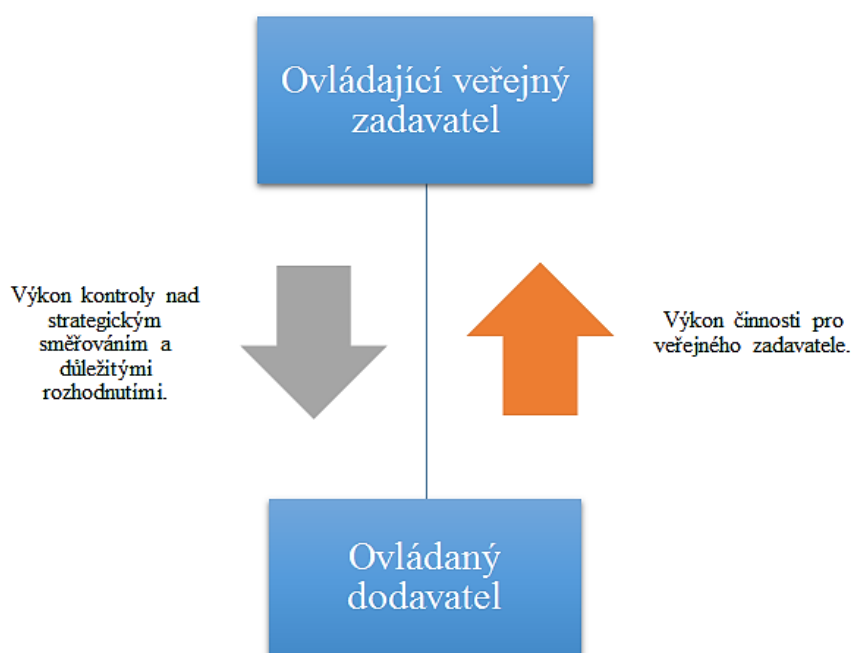 Ovládající veřejný
zadavatel
Výkon kontroly nad
strategickým
směřováním a
důležitými
rozhodnutími.
Výkon činnosti pro
veřejného zadavatele.
Ovládaný
dodavatel